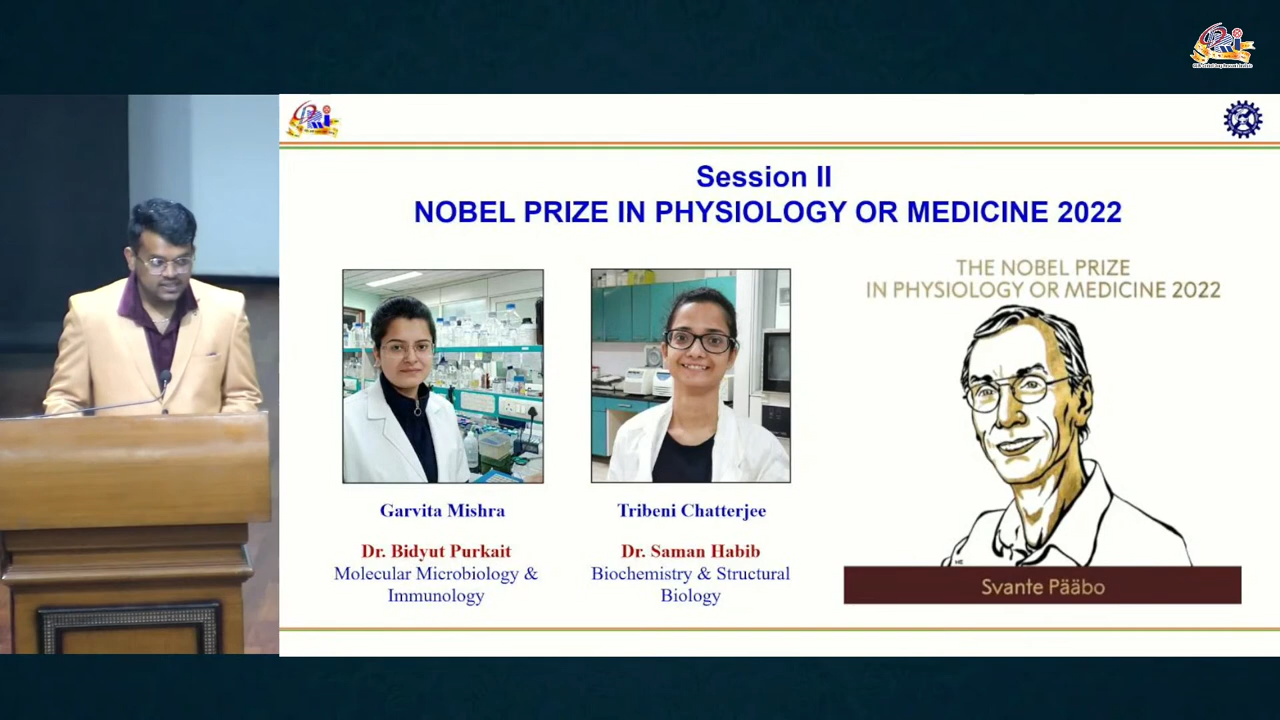 Session II
NOBEL PRIZE IN PHYSIOLOGY OR MEDICINE 2022
THE NOBEL PRIZE
IN PHYSIOLOGY OR MEDICINE 2022
Garvita Mishra
Dr. Bidyut Purkait
Molecular Microbiology &
Immunology
Tribeni Chatterjee
Dr. Saman Habib
Biochemistry & Structural
Biology
Svante Pääbo